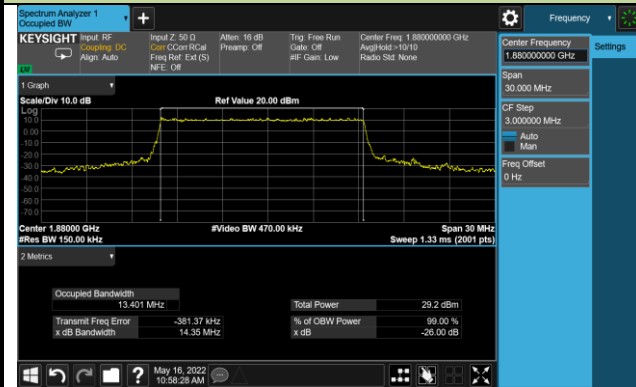 Spectrum Analyzer 1
Occupied BW
+
Frequency
KEYSIGHT
Input: RF
Coupling: DC
Align: Auto
Input Z: 50 Ω
Corr CCorr RCal
Freq Ref: Ext (S)
NFE: Off
Atten: 16 dB
Preamp: Off
Trig: Free Run
Gate: Off
#IF Gain: Low
Center Freq: 1.880000000 GHz
Avg|Hold:>10/10
Radio Std: None
LW
Center Frequency
1.880000000 GHz
Settings
Span
30.000 MHz
CF Step
3.000000 MHz
Auto
Man
Freq Offset
0 Hz
1 Graph
Scale/Div 10.0 dB
Ref Value 20.00 dBm
Log
10.0
0.00
-10.0
-20.0
-30.0
-40.0
-50.0
-60.0
-70.0
Center 1.88000 GHz
#Video BW 470.00 kHz
Span 30 MHz
#Res BW 150.00 kHz
Sweep 1.33 ms (2001 pts)
2 Metrics
Occupied Bandwidth
13.401 MHz
Total Power
29.2 dBm
Transmit Freq Error
-381.37 kHz
% of OBW Power
99.00 %
x dB Bandwidth
14.35 MHz
x dB
-26.00 dB
?
May 16, 2022
10:58:28 AM